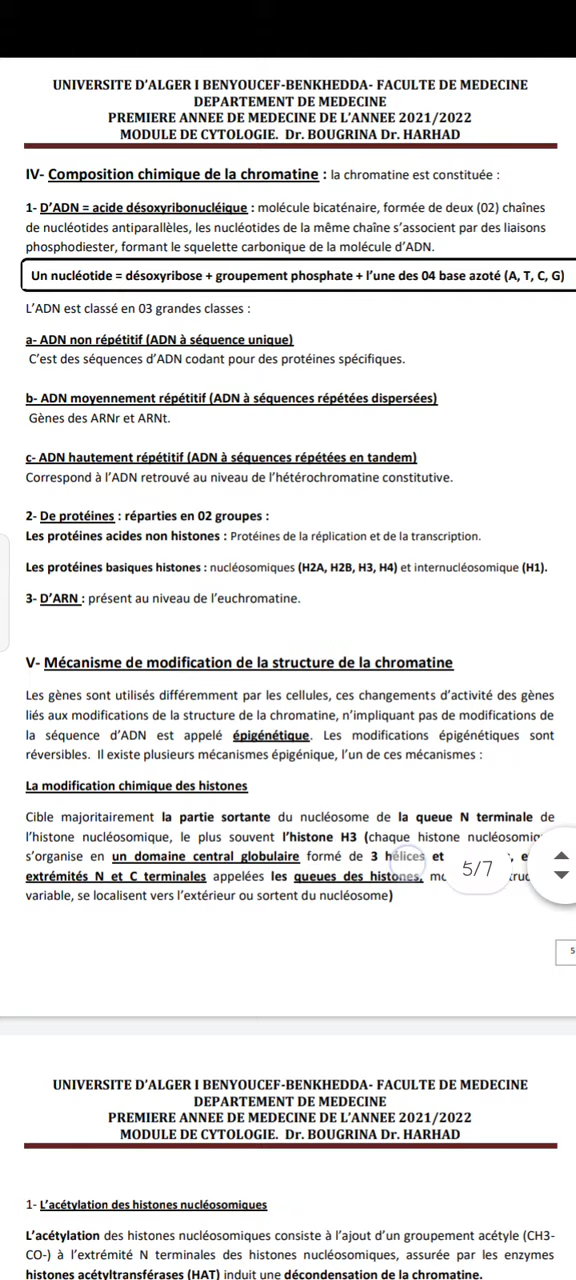 UNIVERSITE D'ALGER I BENYOUCEF-BENKHEDDA- FACULTE DE MEDECINE
DEPARTEMENT DE MEDECINE
PREMIERE ANNEE DE MEDECINE DE L'ANNEE 2021/2022
MODULE DE CYTOLOGIE. Dr. BOUGRINA Dr. HARHAD
IV- Composition chimique de la chromatine : la chromatine est constituée :
1- D'ADN = acide désoxyribonucléique : molécule bicaténaire, formée de deux (02) chaînes
de nucléotides antiparallèles, les nucléotides de la même chaîne s'associent par des liaisons
phosphodiester, formant le squelette carbonique de la molécule d'ADN.
Un nucléotide = désoxyribose + groupement phosphate + l'une des 04 base azoté (A, T, C, G)
L'ADN est classé en 03 grandes classes :
a- ADN non répétitif (ADN à séquence unique)
C'est des séquences d'ADN codant pour des protéines spécifiques.
b- ADN moyennement répétitif (ADN à séquences répétées dispersées)
Gènes des ARNr et ARNt.
c- ADN hautement répétitif (ADN à séquences répétées en tandem)
Correspond à l'ADN retrouvé au niveau de l'hétérochromatine constitutive.
2- De protéines : réparties en 02 groupes :
Les protéines acides non histones : Protéines de la réplication et de la transcription.
Les protéines basiques histones : nucléosomiques (H2A, H2B, H3, H4) et internucléosomique (H1).
3- D'ARN : présent au niveau de l'euchromatine.
V- Mécanisme de modification de la structure de la chromatine
Les gènes sont utilisés différemment par les cellules, ces changements d'activité des gènes
liés aux modifications de la structure de la chromatine, n'impliquant pas de modifications de
la séquence d'ADN est appelé épigénétique. Les modifications épigénétiques sont
réversibles. Il existe plusieurs mécanismes épigénique, l'un de ces mécanismes :
La modification chimique des histones
Cible majoritairement la partie sortante du nucléosome de la queue N terminale de
l'histone nucléosomique, le plus souvent l'histone H3 (chaque histone
s'organise en un domaine central globulaire formé de 3 hélices et
5/7
extrémités N et C terminales appelées les queues des histones,
variable, se localisent vers l'extérieur ou sortent du nucléosome)
5
UNIVERSITE D'ALGER I BENYOUCEF-BENKHEDDA- FACULTE DE MEDECINE
DEPARTEMENT DE MEDECINE
PREMIERE ANNEE DE MEDECINE DE L'ANNEE 2021/2022
MODULE DE CYTOLOGIE. Dr. BOUGRINA Dr. HARHAD
1- L'acétylation des histones nucléosomiques
L'acétylation des histones nucléosomiques consiste à l'ajout d'un groupement acétyle (CH3-
CO-) à l'extrémité N terminales des histones nucléosomiques, assurée par les enzymes
histones acétyltransférases (HAT) induit une décondensation de la chromatine.